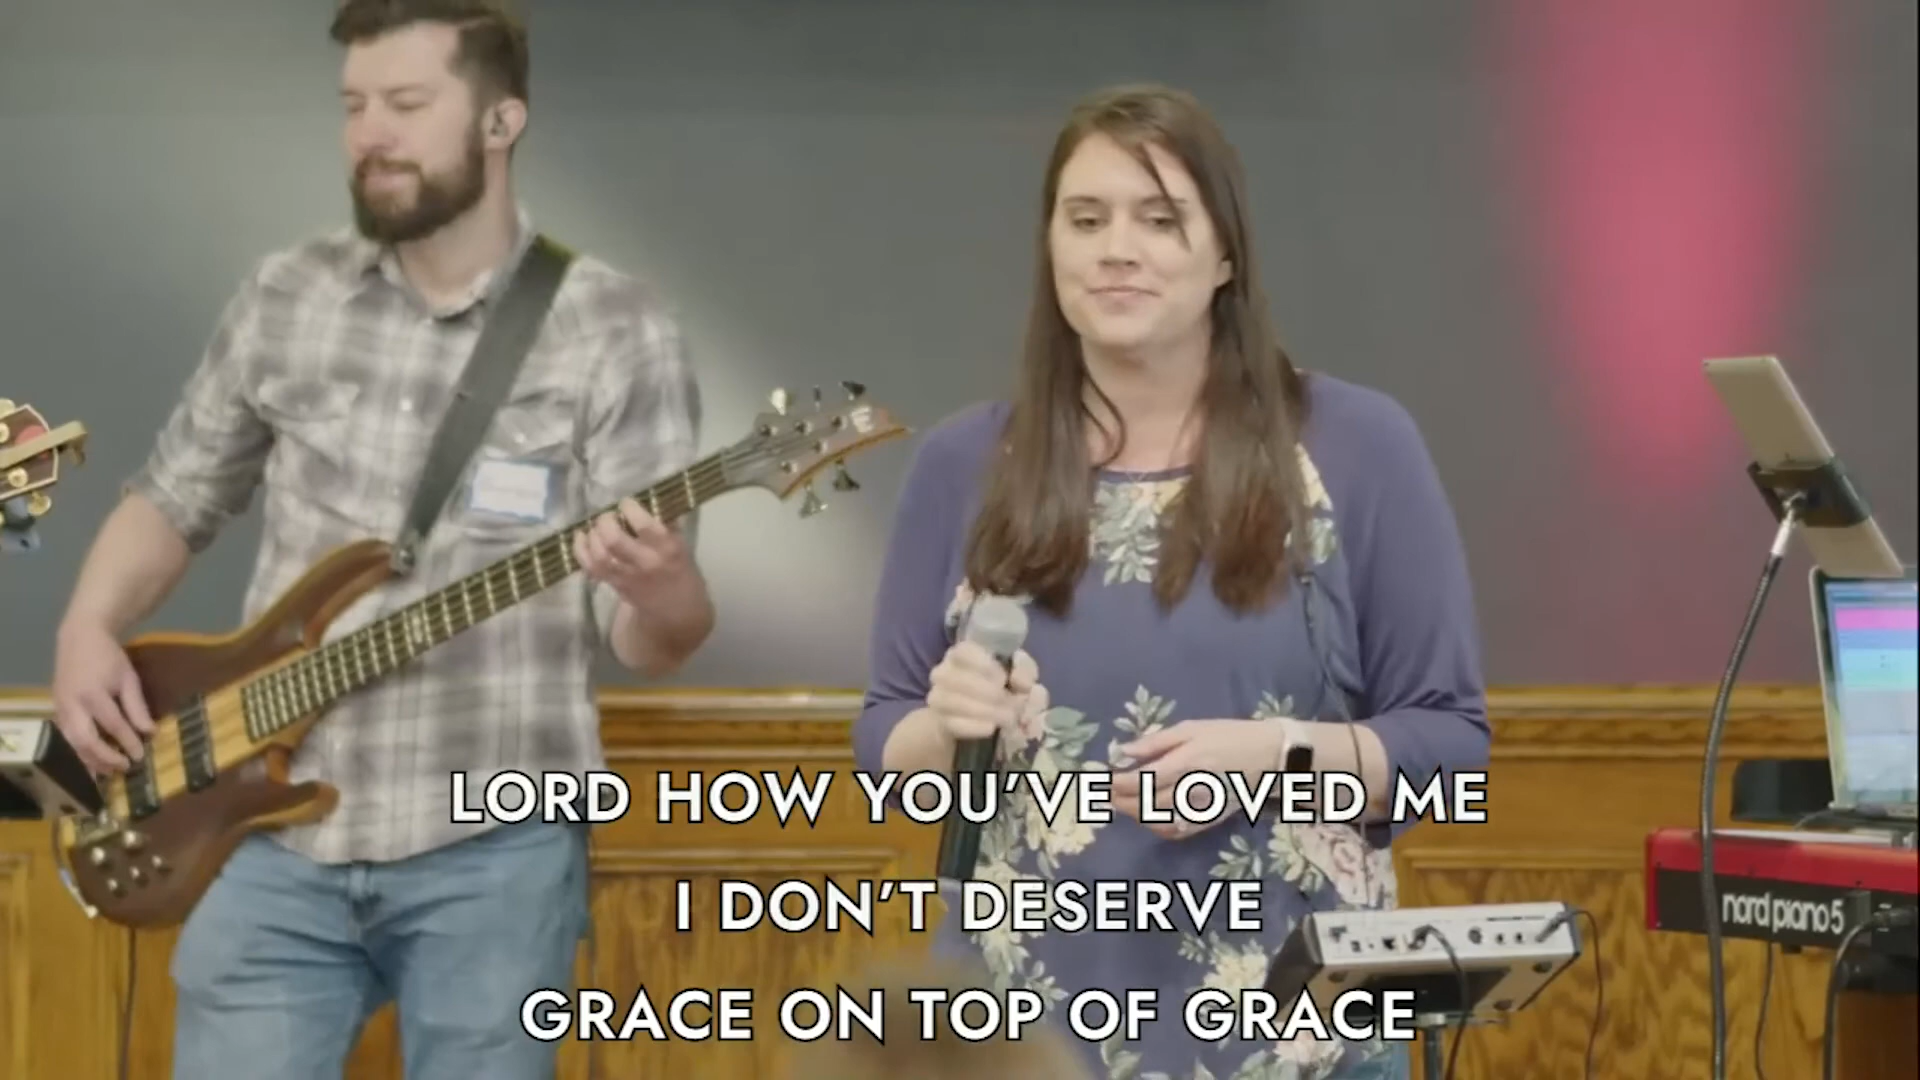 LORD HOW YOU'VE LOVED ME
I DON'T DESERVE
GRACE ON TOP OF GRACE
nord piano 5